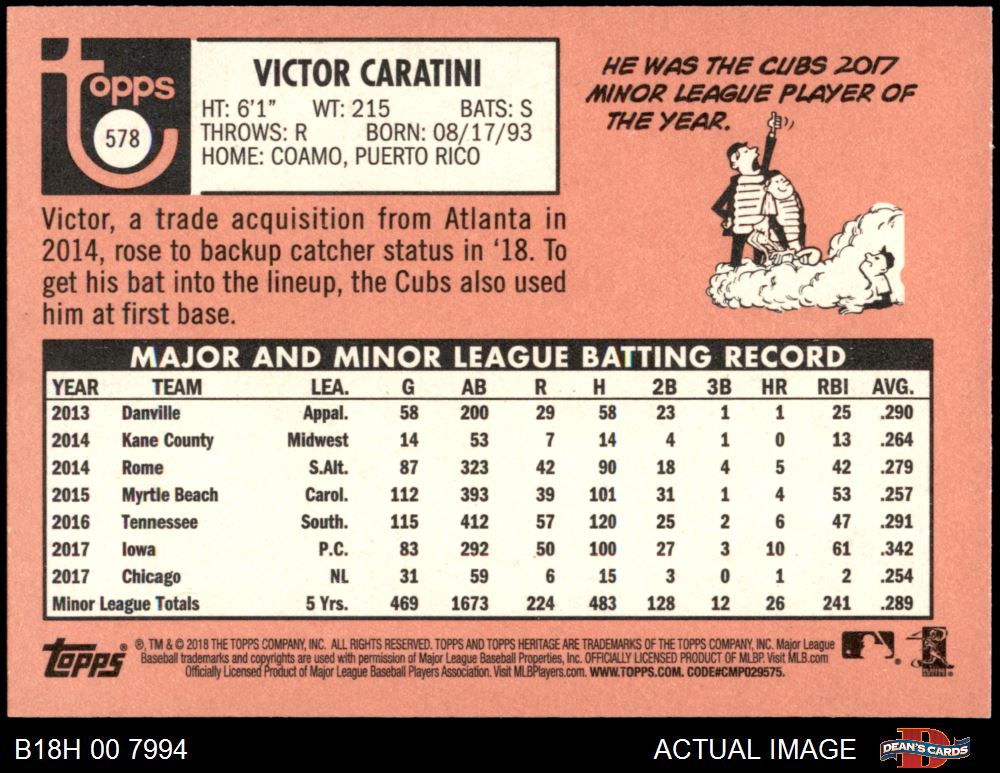 topps
578
VICTOR CARATINI
HT: 6'1" WT: 215 BATS: S
THROWS: R BORN: 08/17/93
HOME: COAMO, PUERTO RICO
HE WAS THE CUBS 2017
MINOR LEAGUE PLAYER OF
THE YEAR.
Victor, a trade acquisition from Atlanta in
2014, rose to backup catcher status in ‘18. To
get his bat into the lineup, the Cubs also used
him at first base.
MAJOR AND MINOR LEAGUE BATTING RECORD
YEAR TEAM LEA. G AB R H 2B 3B HR RBI AVG.
2013 Danville Appal. 58 200 29 58 23 1 1 25 .290
2014 Kane County Midwest 14 53 7 14 4 1 0 13 .264
2014 Rome S.Alt. 87 323 42 90 18 4 5 42 .279
2015 Myrtle Beach Carol. 112 393 39 101 31 1 4 53 .257
2016 Tennessee South. 115 412 57 120 25 2 6 47 .291
2017 Iowa P.C. 83 292 50 100 27 3 10 61 .342
2017 Chicago NL 31 59 6 15 3 0 1 2 .254
Minor League Totals 5 Yrs. 469 1673 224 483 128 12 26 241 .289
TOPPS ®, TM & © 2018 THE TOPPS COMPANY, INC. ALL RIGHTS RESERVED. TOPPS AND TOPPS HERITAGE ARE TRADEMARKS OF THE TOPPS COMPANY, INC. Major League
Baseball trademarks and copyrights are used with permission of Major League Baseball Properties, Inc. OFFICIALLY LICENSED PRODUCT OF MLBP. Visit MLB.com
Officially Licensed Product of Major League Baseball Players Association. Visit MLBPlayers.com. WWW.TOPPS.COM. CODE#CMP029575.
B18H 00 7994
ACTUAL IMAGE
DEAN'S CARDS